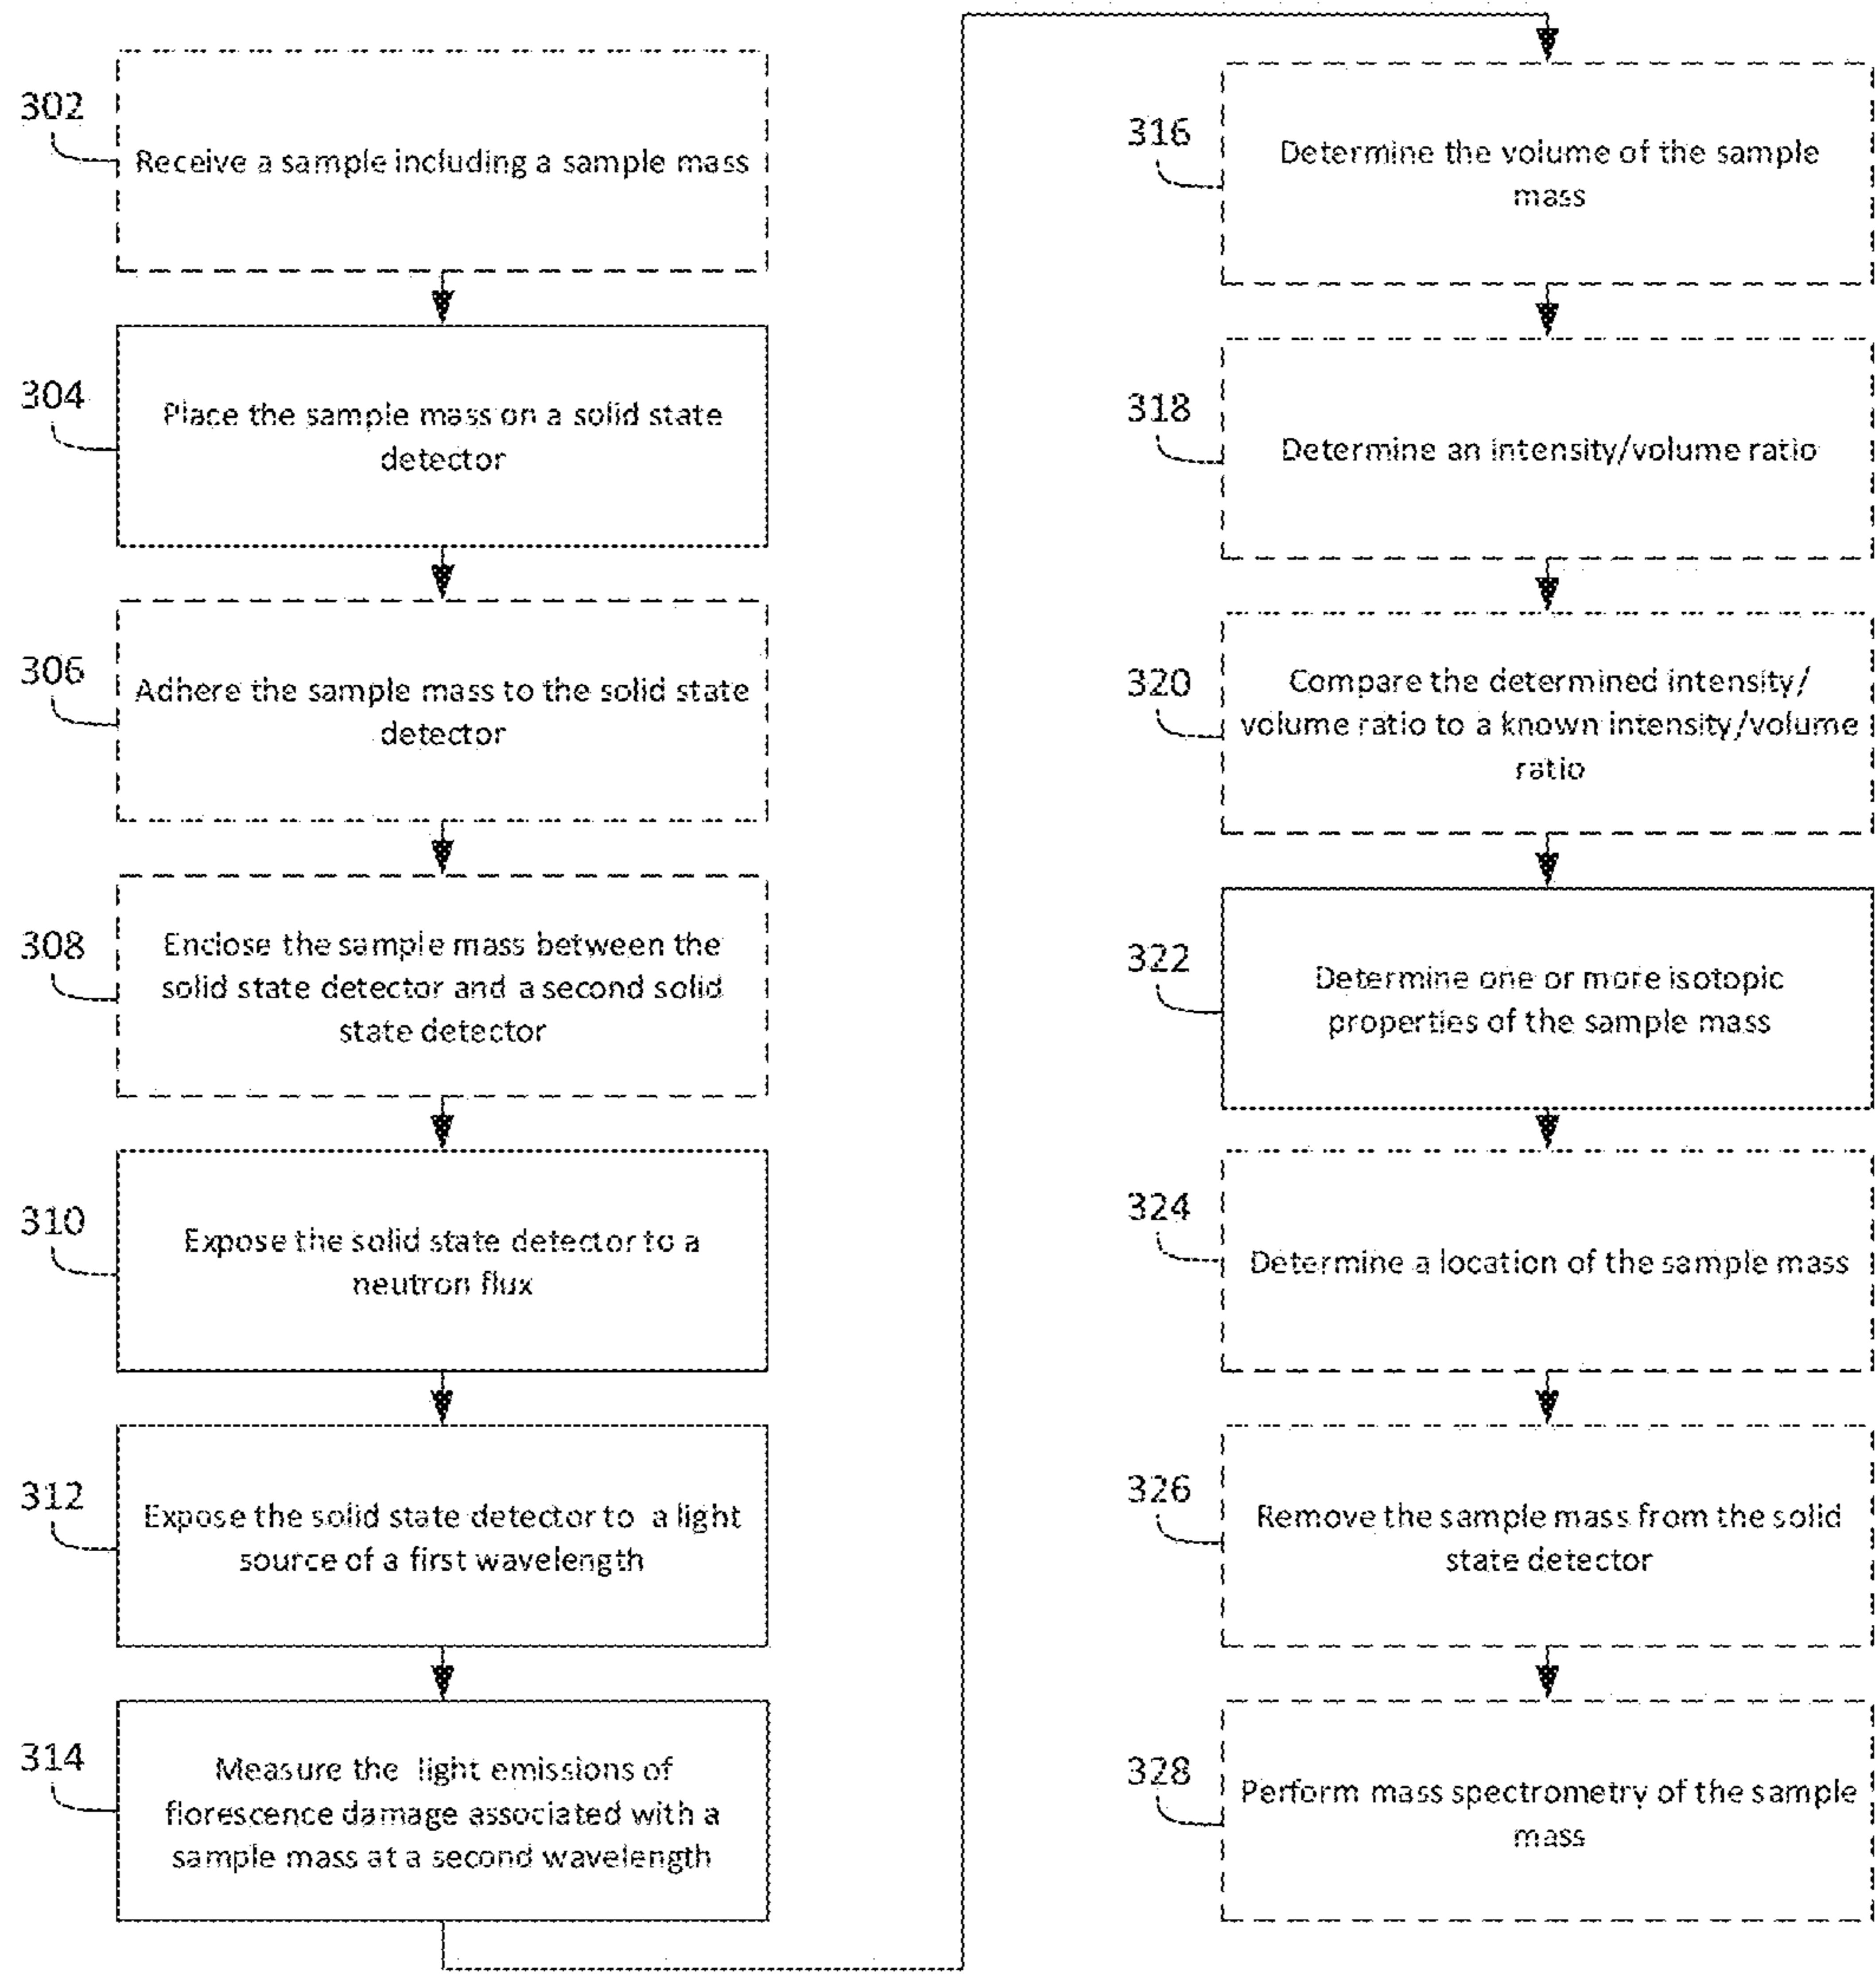 302
Receive a sample including a sample mass
304
Place the sample mass on a solid state
detector
306
Adhere the sample mass to the solid state
detector
308
Enclose the sample mass between the
solid state detector and a second solid
state detector
310
Expose the solid state detector to a
neutron flux
312
Expose the solid state detector to a light
source of a first wavelength
314
Measure the light emissions of
florescence damage associated with a
sample mass at a second wavelength
316
Determine the volume of the sample
mass
318
Determine an intensity/volume ratio
320
Compare the determined intensity/
volume ratio to a known intensity/volume
ratio
322
Determine one or more isotopic
properties of the sample mass
324
Determine a location of the sample mass
326
Remove the sample mass from the solid
state detector
328
Perform mass spectrometry of the sample
mass